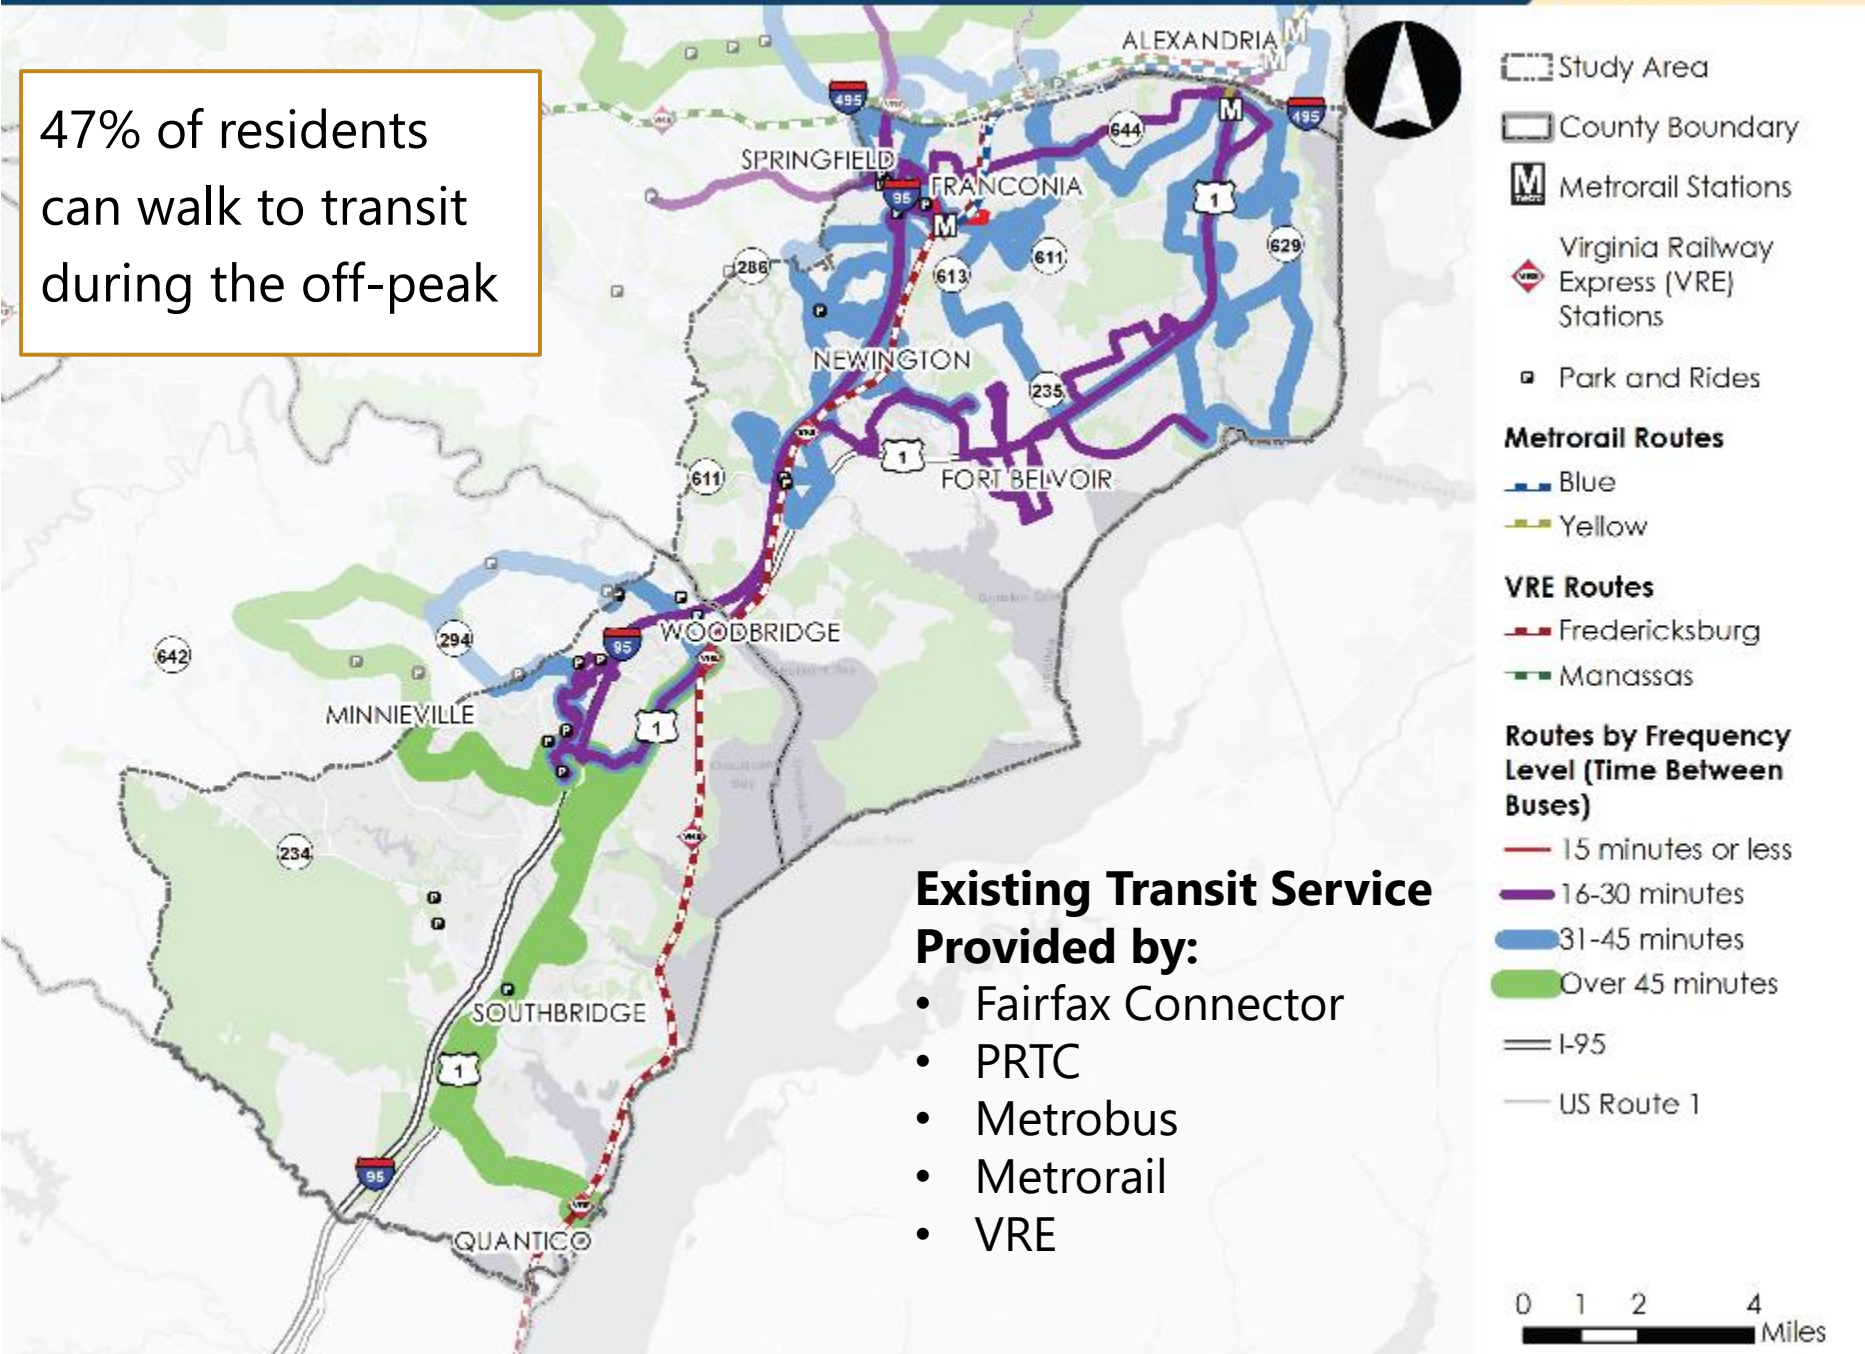 47% of residents
can walk to transit
during the off-peak
ALEXANDRIA
M
M
495
M
495
644
SPRINGFIELD
FRANCONIA
95
1
M
629
611
286
613
NEWINGTON
235
1
611
FORT BELVOIR
WOODBRIDGE
95
294
642
MINNIEVILLE
1
234
SOUTHBRIDGE
1
95
QUANTICO
Existing Transit Service
Provided by:
• Fairfax Connector
• PRTC
• Metrobus
• Metrorail
• VRE
Study Area
County Boundary
M Metrorail Stations
Virginia Railway
VRE Express (VRE)
Stations
P Park and Rides
Metrorail Routes
Blue
Yellow
VRE Routes
Fredericksburg
Manassas
Routes by Frequency
Level (Time Between
Buses)
15 minutes or less
16-30 minutes
31-45 minutes
Over 45 minutes
I-95
US Route 1
0 1 2 4
Miles